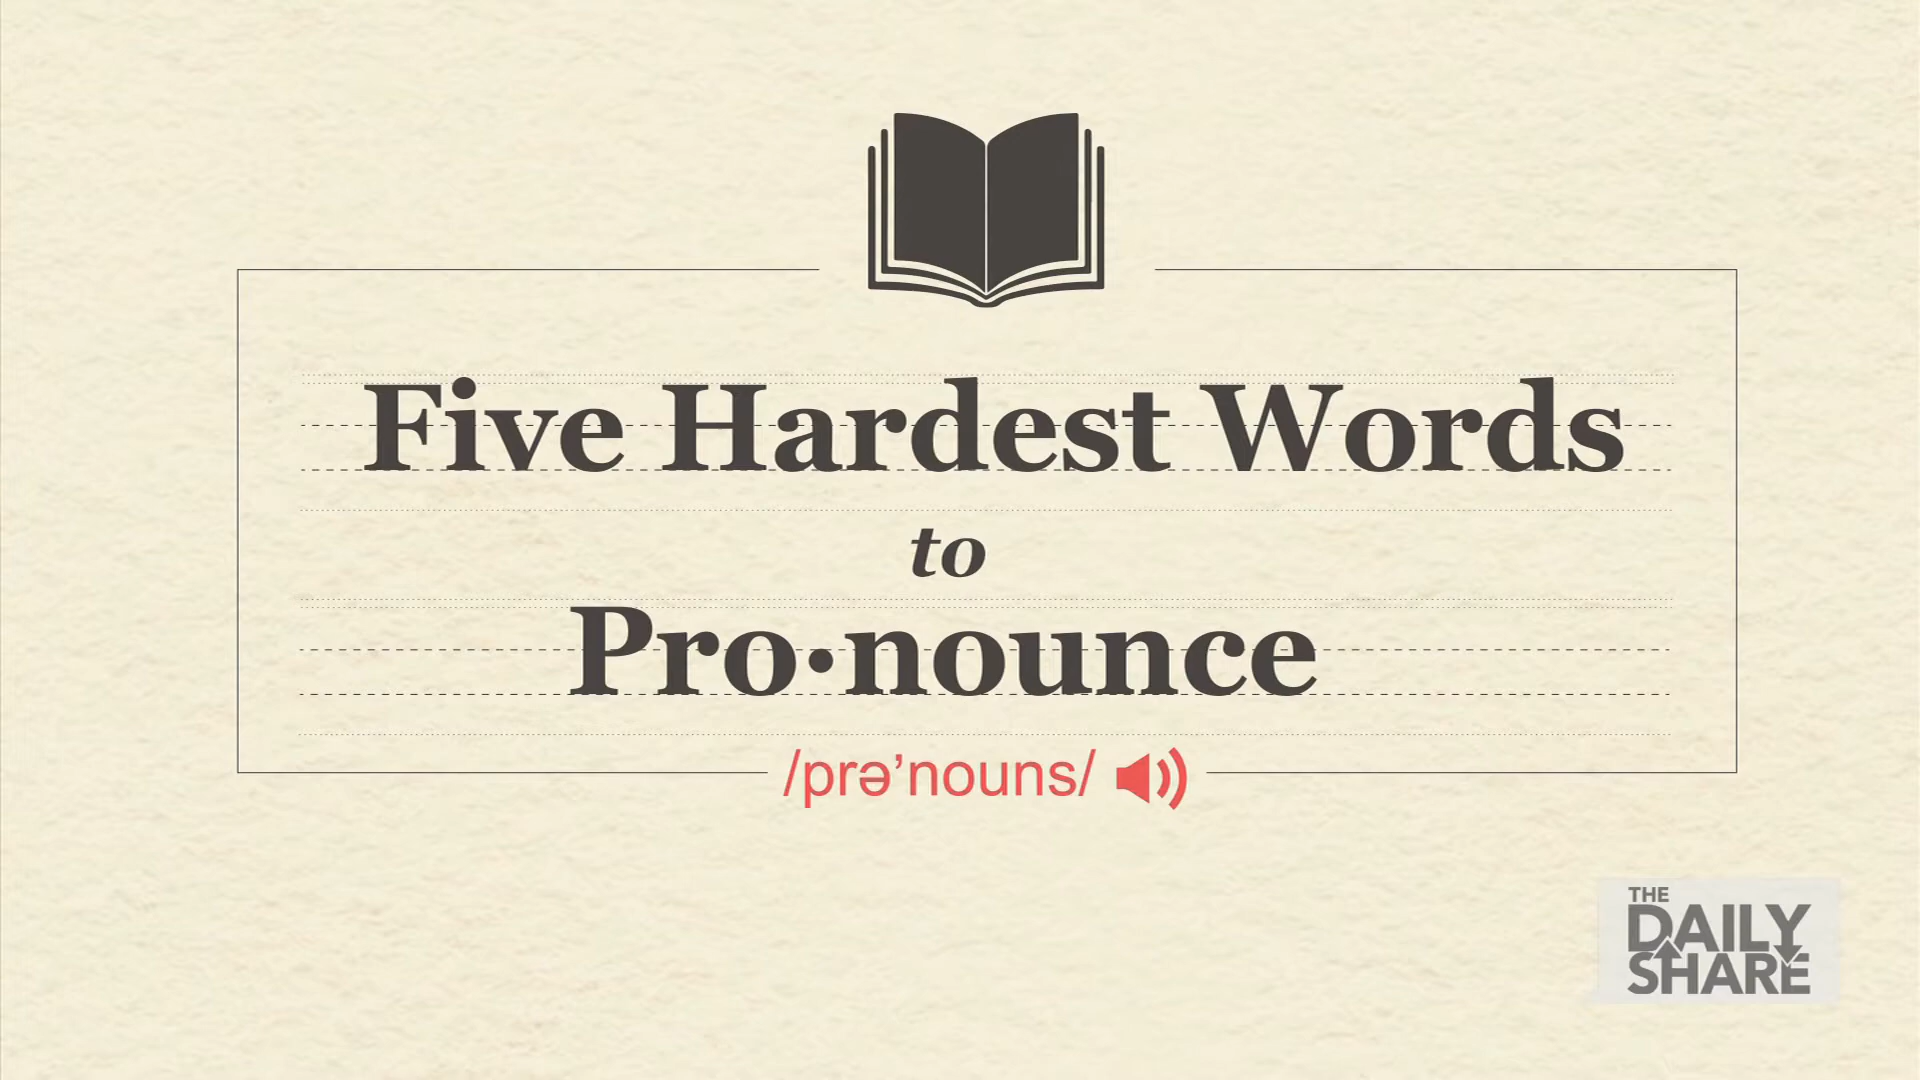 Five Hardest Words
to
Pro·nounce
/prə’nouns/
THE
DAILY
SHARE